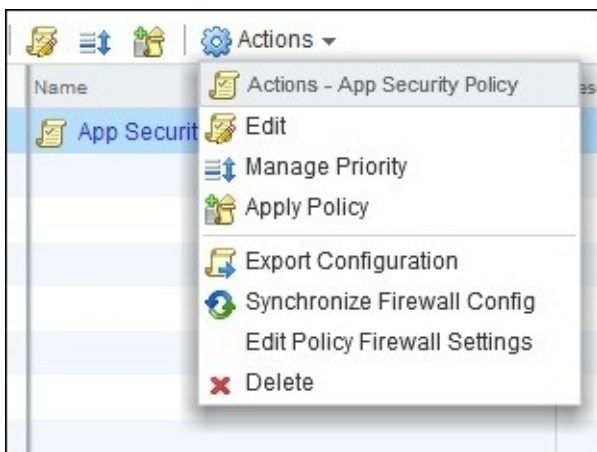 Actions
Name
Actions - App Security Policy
App Securit
Edit
Manage Priority
Apply Policy
Export Configuration
Synchronize Firewall Config
Edit Policy Firewall Settings
Delete